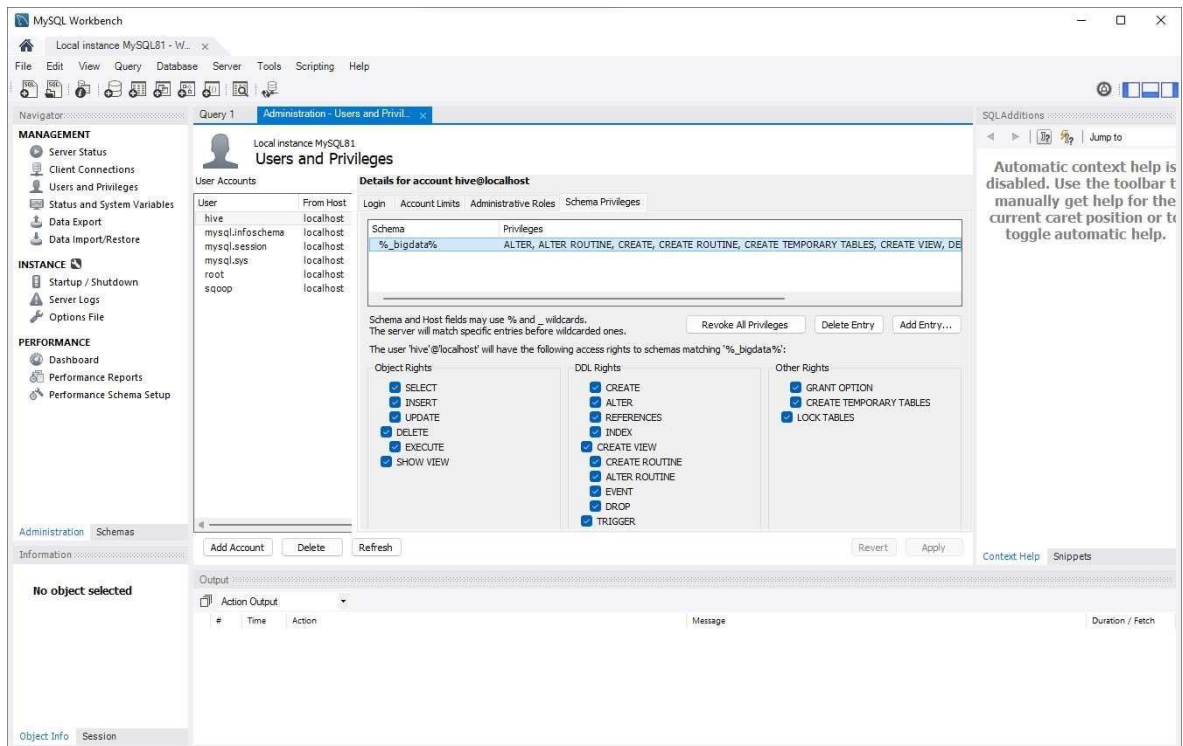 MySQL Workbench
Local instance MySQL81 - W...
File Edit View Query Database Server Tools Scripting Help
Navigator
MANAGEMENT
Server Status
Client Connections
Users and Privileges
Status and System Variables
Data Export
Data Import/Restore
INSTANCE
Startup / Shutdown
Server Logs
Options File
PERFORMANCE
Dashboard
Performance Reports
Performance Schema Setup
Administration Schemas
Information
No object selected
Object Info Session
Query 1 Administration - Users and Privil...
Local instance MySQL81
Users and Privileges
User Accounts
User From Host
hive localhost
mysql.infoschema localhost
mysql.session localhost
mysql.sys localhost
root localhost
sqoop localhost
Details for account hive@localhost
Login Account Limits Administrative Roles Schema Privileges
Schema Privileges
%_bigdata% ALTER, ALTER ROUTINE, CREATE, CREATE ROUTINE, CREATE TEMPORARY TABLES, CREATE VIEW, DE
Schema and Host fields may use % and _ wildcards.
The server will match specific entries before wildcarded ones.
Revoke All Privileges Delete Entry Add Entry...
The user 'hive'@'localhost' will have the following access rights to schemas matching '%_bigdata%':
Object Rights
SELECT
INSERT
UPDATE
DELETE
EXECUTE
SHOW VIEW
DDL Rights
CREATE
ALTER
REFERENCES
INDEX
CREATE VIEW
CREATE ROUTINE
ALTER ROUTINE
EVENT
DROP
TRIGGER
Other Rights
GRANT OPTION
CREATE TEMPORARY TABLES
LOCK TABLES
Add Account Delete Refresh Revert Apply
Output
Action Output
# Time Action Message Duration / Fetch
SQLAdditions
Jump to
Automatic context help is
disabled. Use the toolbar t
manually get help for the
current caret position or to
toggle automatic help.
Context Help Snippets